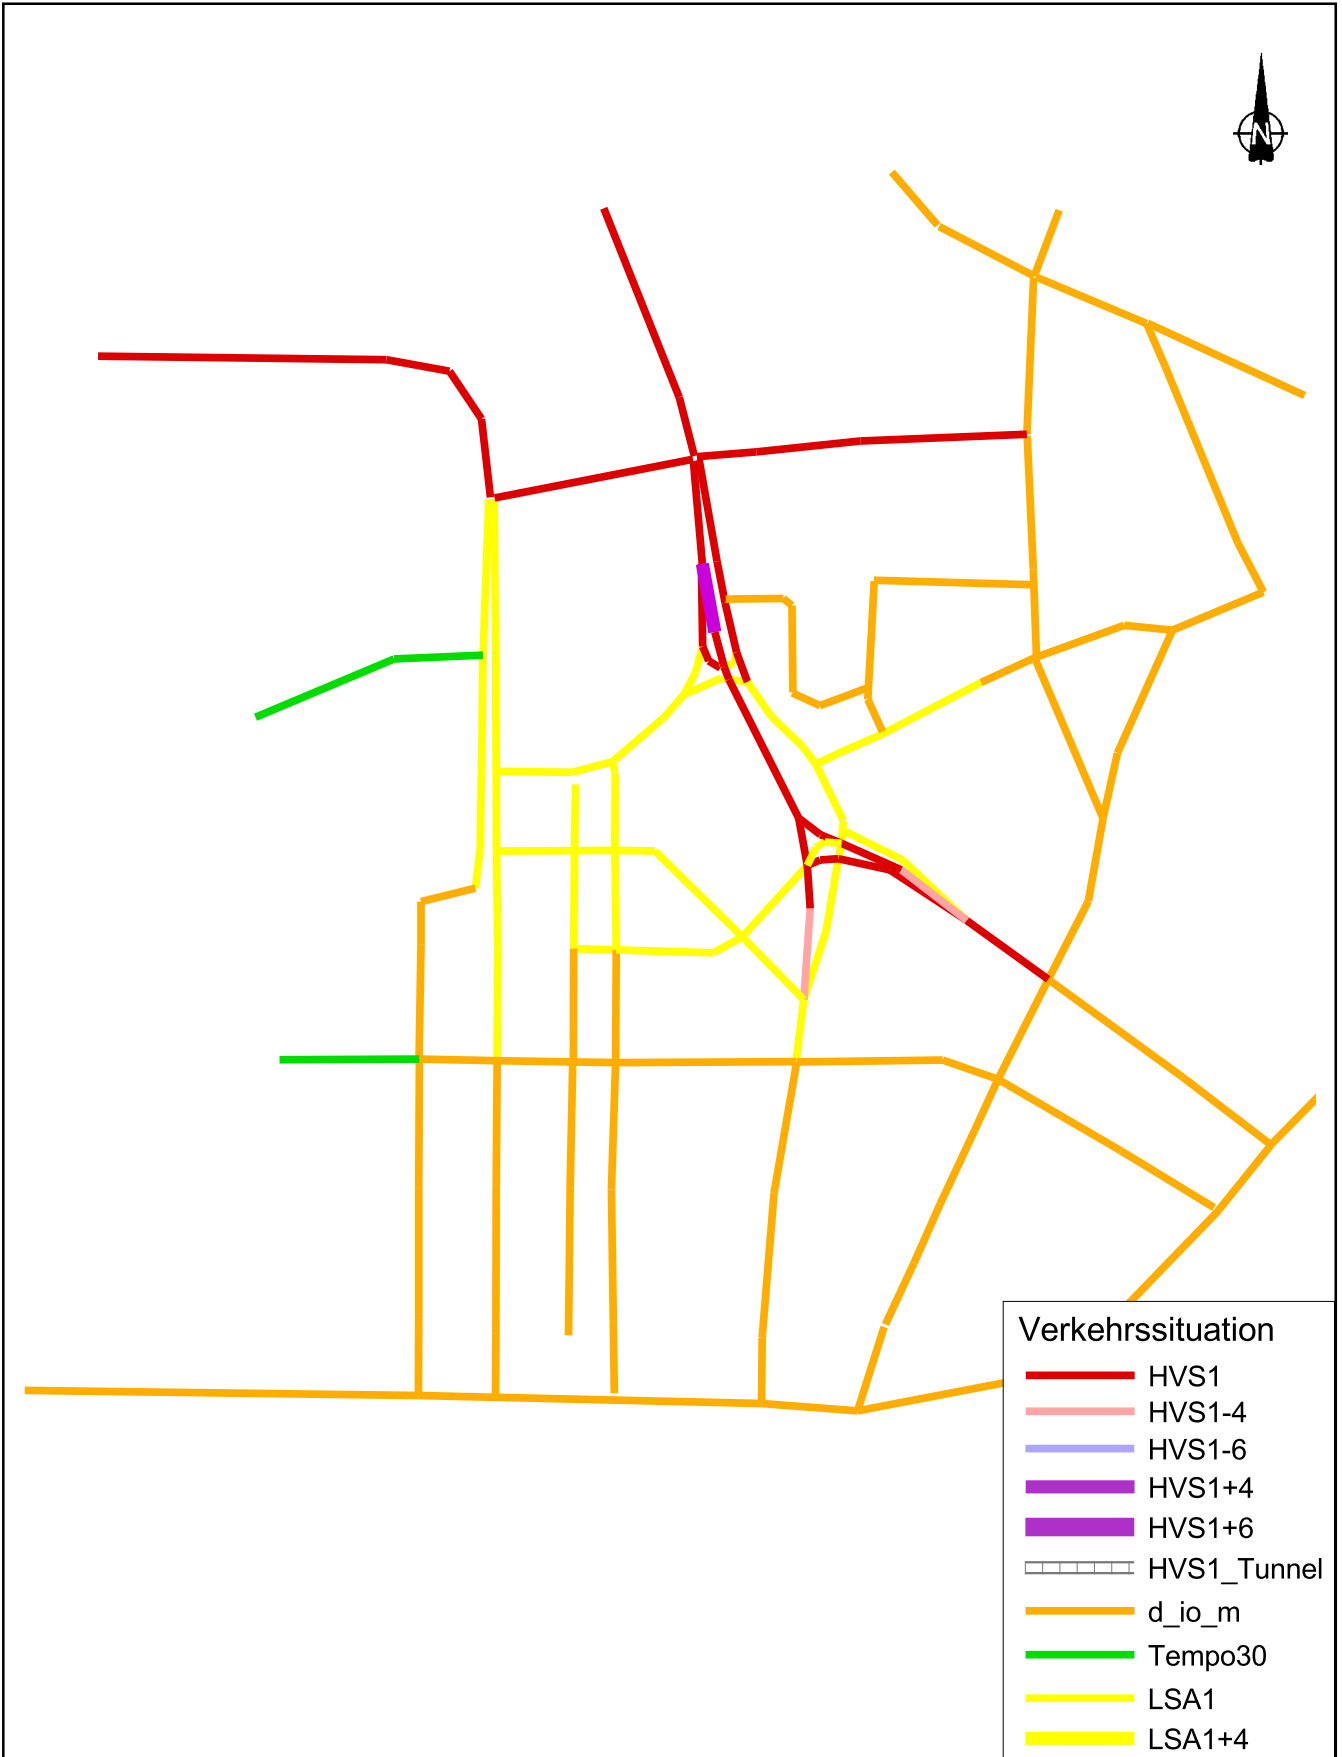 N
Verkehrssituation
HVS1
HVS1-4
HVS1-6
HVS1+4
HVS1+6
HVS1_Tunnel
d_io_m
Tempo30
LSA1
LSA1+4